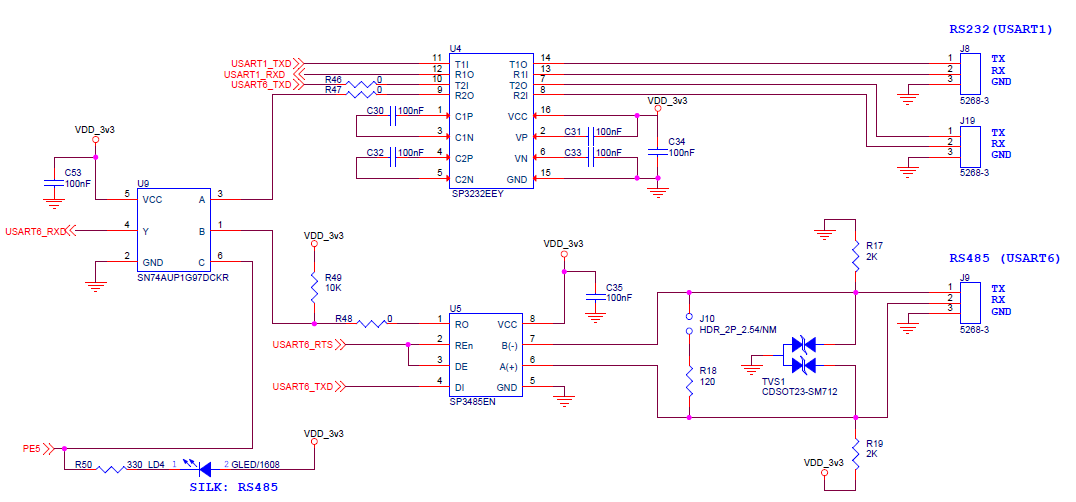 RS232(USART1)
U4
J8
USART1_TXD
11
T1I
T1O
14
1
TX
USART1_RXD
12
R1O
R1I
13
2
RX
USART6_TXD
R46
0
10
T2I
T2O
7
3
GND
R47
0
9
R2O
R2I
8
5268-3
VDD_3v3
C30
100nF
1
C1P
VCC
16
J19
3
C1N
VP
2
C31
100nF
1
TX
VDD_3v3
C34
100nF
2
RX
C32
100nF
4
C2P
VN
6
C33
100nF
3
GND
5
C2N
GND
15
5268-3
C53
100nF
U9
SP3232EEY
5
VCC
A
3
USART6_RXD
4
Y
B
1
2
GND
C
6
SN74AUP1G97DCKR
VDD_3v3
VDD_3v3
R17
2K
RS485 (USART6)
R49
10K
J9
C35
100nF
1
TX
2
RX
U5
3
GND
R48
0
1
RO
VCC
8
J10
HDR_2P_2.54/NM
5268-3
USART6_RTS
2
REn
B(-)
7
3
DE
A(+)
6
R18
120
USART6_TXD
4
DI
GND
5
TVS1
CDSOT23-SM712
SP3485EN
VDD_3v3
PE5
R19
2K
R50
330
LD4
1
2
GLED/1608
VDD_3v3
SILK: RS485